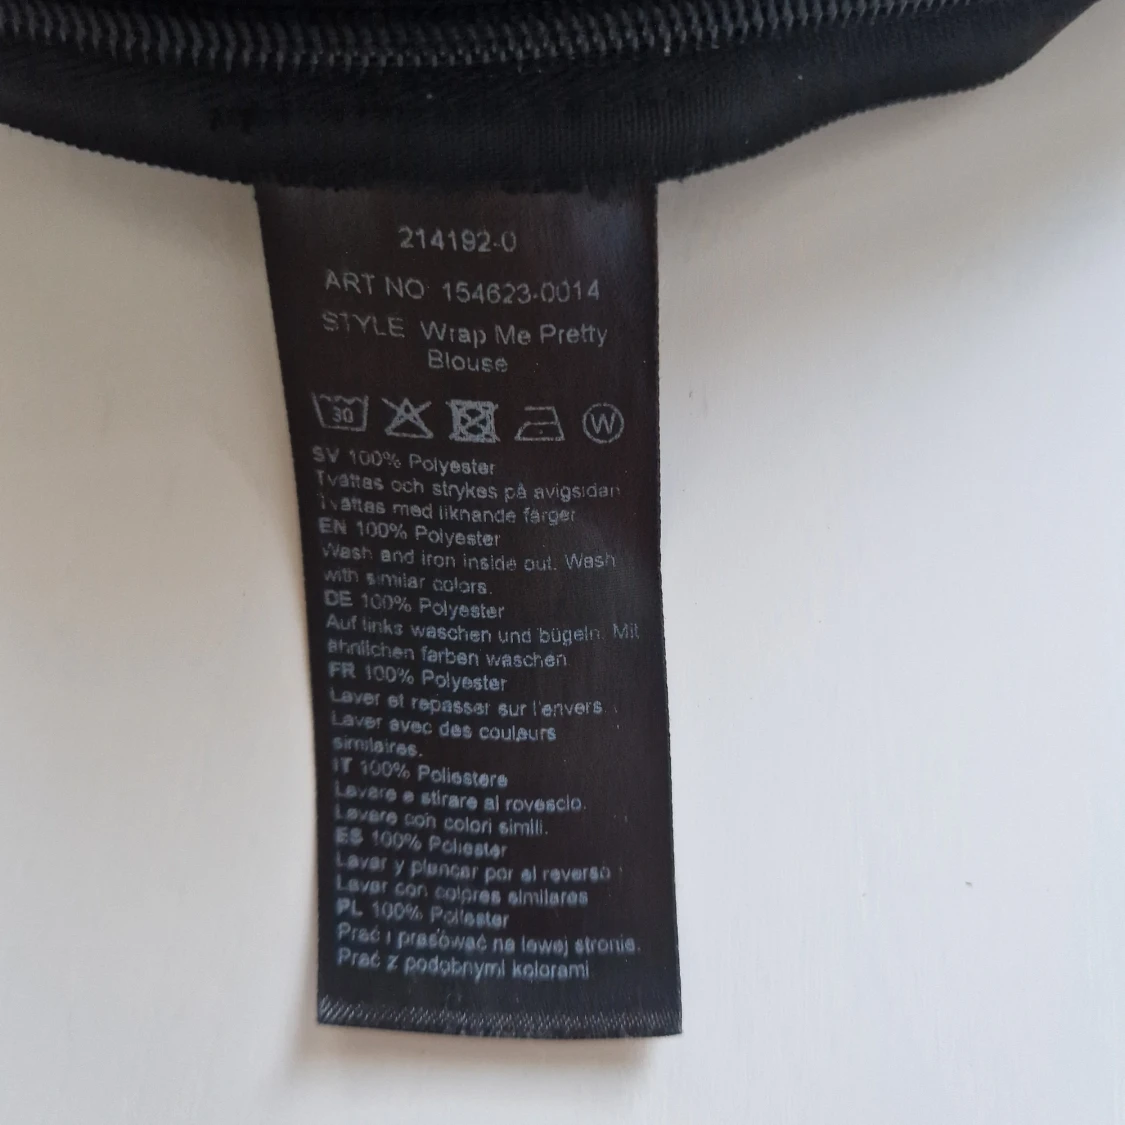 214192-0
ART NO 154623-0014
STYLE Wrap Me Pretty
Blouse
30 W
SV 100% Polyester
Tvättas och strykes på avigsidan
Tvättas med liknande färger
EN 100% Polyester
Wash and iron inside out. Wash
with similar colors.
DE 100% Polyester
Auf links waschen und bügeln. Mit
ähnlichen farben waschen
FR 100% Polyester
Laver et repasser sur l'envers
Laver avec des couleurs
similaires.
IT 100% Poliestere
Lavare e stirare al rovescio.
Lavare con colori simili.
ES 100% Poliester
Lavar y plancar por el reverso
Lavar con colores similares
PL 100% Poliester
Prać i prasować na lewej stronie.
Prać z podobnymi kolorami